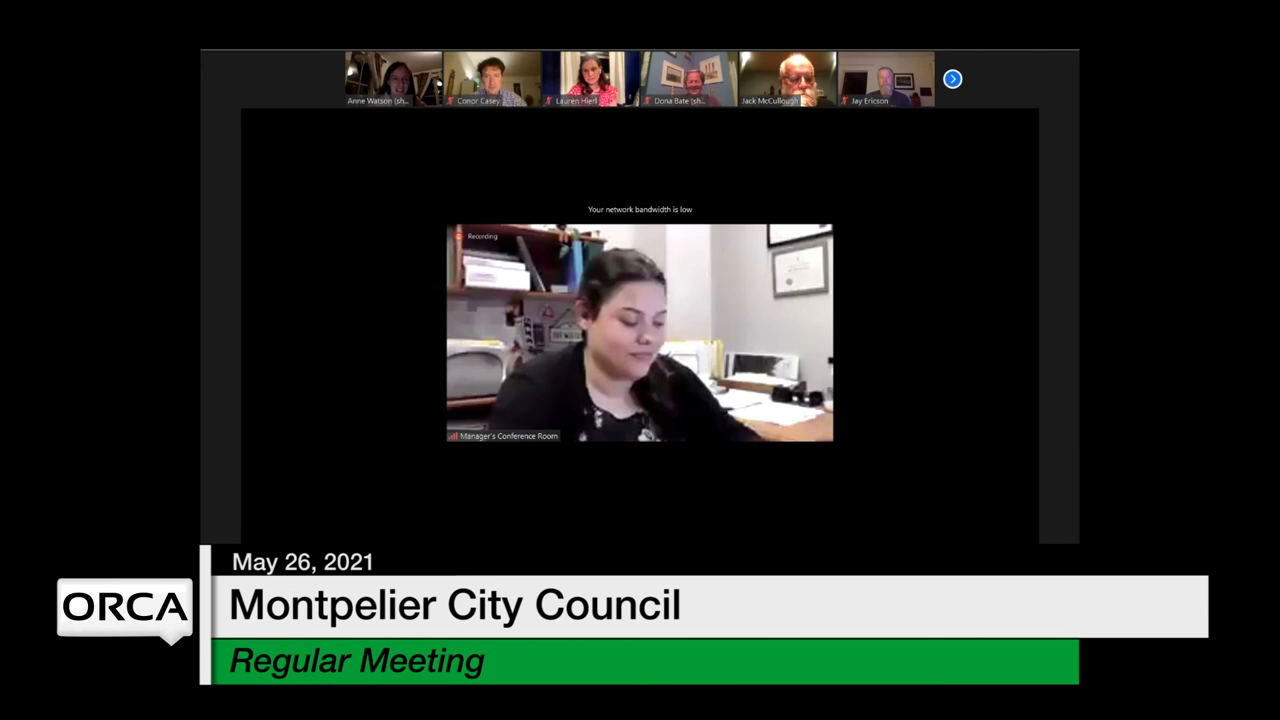 Anne Watson (sh...
Conor Casey
Lauren Hierl
Dona Bate (sh...
Jack McCullough
Jay Ericson
Your network bandwidth is low
Recording
Manager's Conference Room
May 26, 2021
ORCA
Montpelier City Council
Regular Meeting